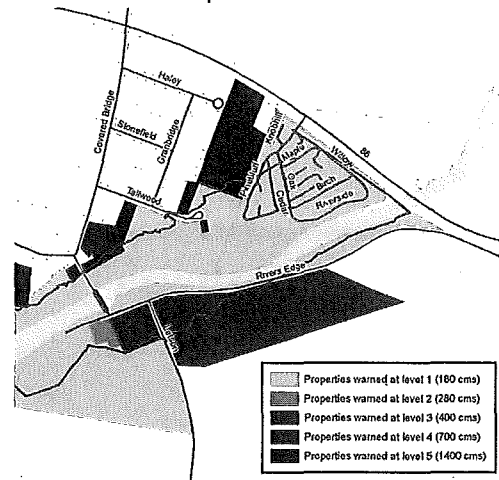 Haley
Covered Bridge
Stonefield
Cranbridge
Tailwood
Knobhill
Maple
Willow
86
Oak
Cedar
Birch
Riverside
Rivers Edge
Properties warned at level 1 (180 cms)
Properties warned at level 2 (280 cms)
Properties warned at level 3 (400 cms)
Properties warned at level 4 (700 cms)
Properties warned at level 5 (1400 cms)